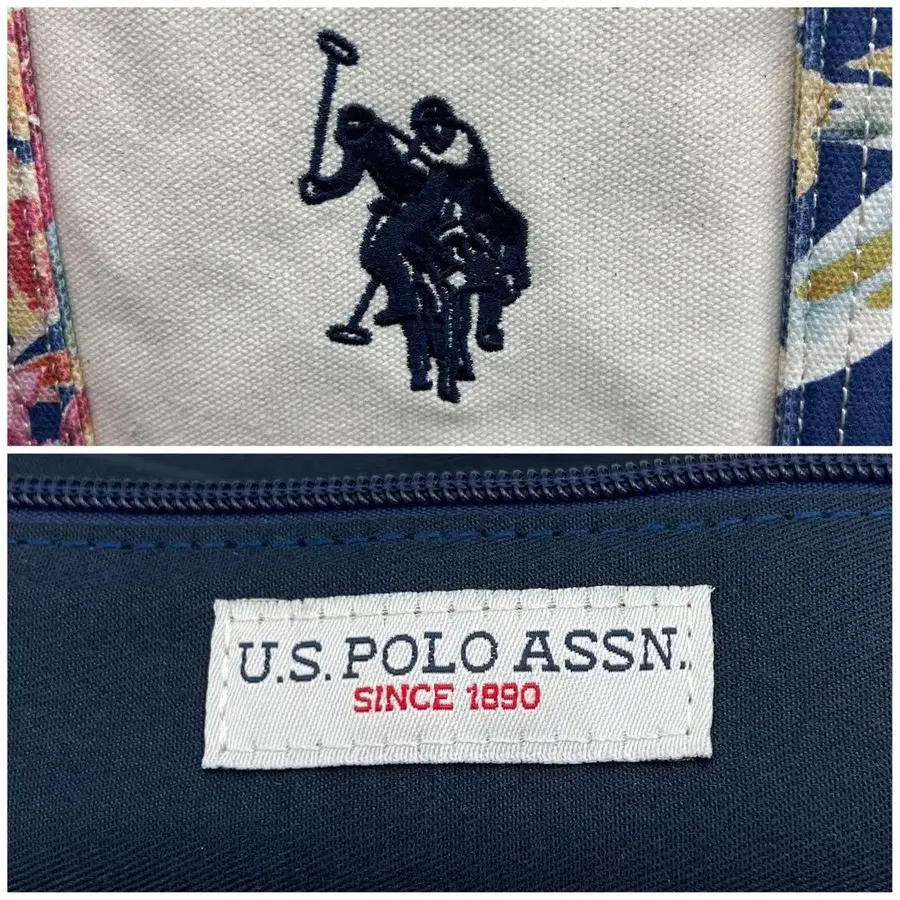 U.S. POLO ASSN.
SINCE 1890